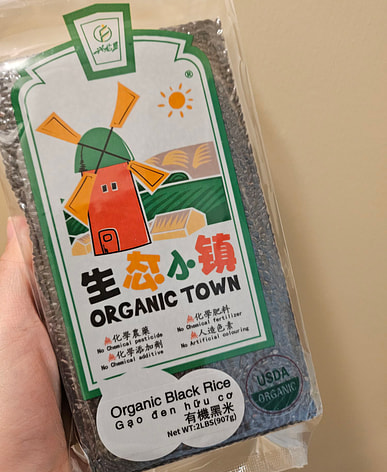 ®
生态小镇
ORGANIC TOWN
無化學農藥
No Chemical pesticide
無化學肥料
No Chemical fertilizer
無化學添加劑
No Chemical additive
無人造色素
No Artificial colouring
Organic Black Rice
Gạo đen hữu cơ
有機黑米
Net WT:2LBS(907g)
USDA
ORGANIC